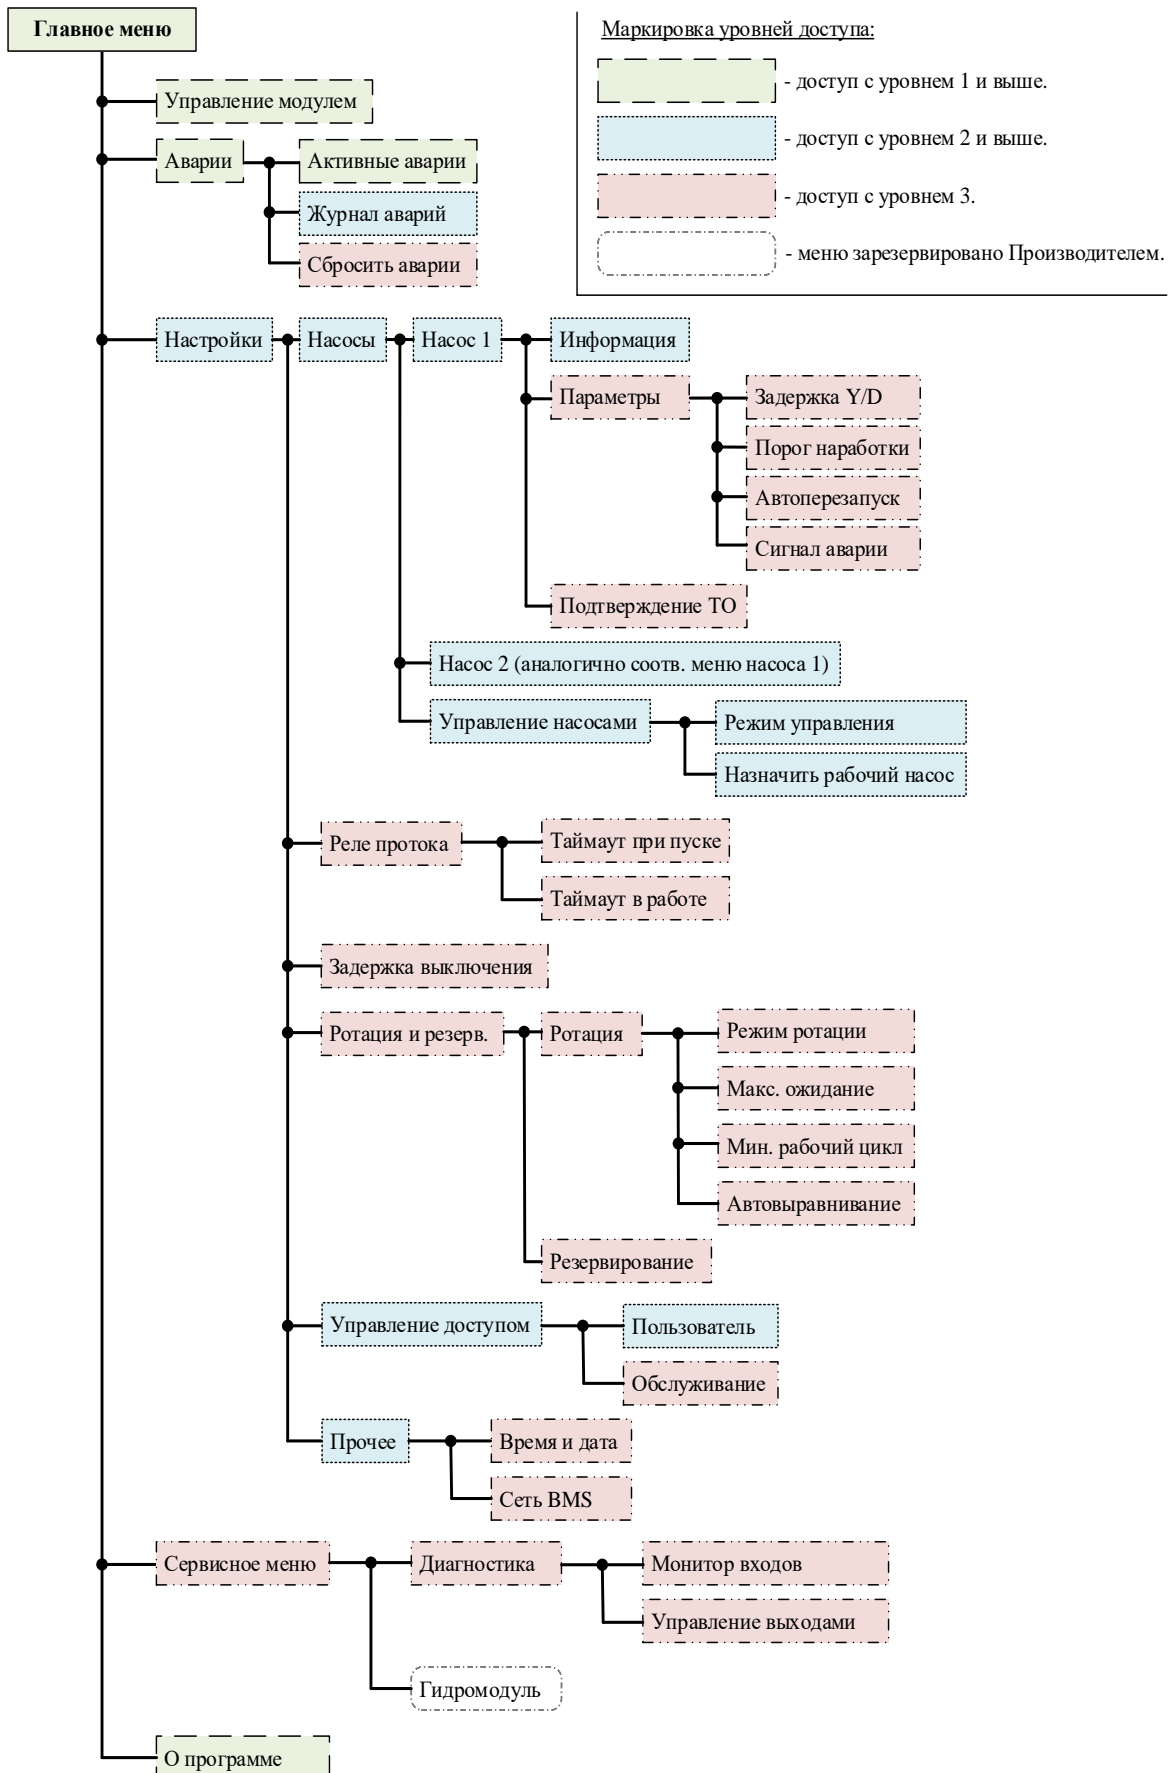 Главное меню
Маркировка уровней доступа:
- доступ с уровнем 1 и выше.
- доступ с уровнем 2 и выше.
- доступ с уровнем 3.
- меню зарезервировано Производителем.
Управление модулем
Аварии
Активные аварии
Журнал аварий
Сбросить аварии
Настройки
Насосы
Насос 1
Информация
Параметры
Задержка Y/D
Порог наработки
Автоперезапуск
Сигнал аварии
Подтверждение ТО
Насос 2 (аналогично соотв. меню насоса 1)
Управление насосами
Режим управления
Назначить рабочий насос
Реле протока
Таймаут при пуске
Таймаут в работе
Задержка выключения
Ротация и резерв.
Ротация
Режим ротации
Макс. ожидание
Мин. рабочий цикл
Автовыравнивание
Резервирование
Управление доступом
Пользователь
Обслуживание
Прочее
Время и дата
Сеть BMS
Сервисное меню
Диагностика
Монитор входов
Управление выходами
Гидромодуль
О программе